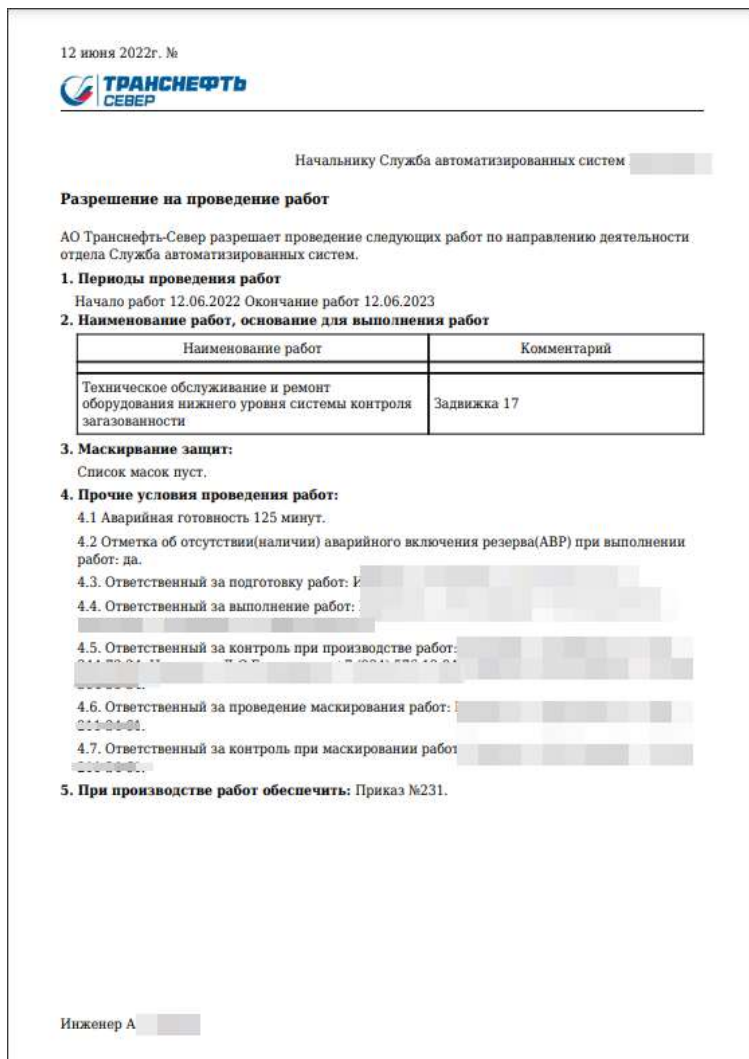 12 июня 2022г. №
ТРАНСНЕФТЬ
СЕВЕР
Начальнику Служба автоматизированных систем
Разрешение на проведение работ
АО Транснефть-Север разрешает проведение следующих работ по направлению деятельности
отдела Служба автоматизированных систем.
1. Периоды проведения работ
Начало работ 12.06.2022 Окончание работ 12.06.2023
2. Наименование работ, основание для выполнения работ
Наименование работ Комментарий
Техническое обслуживание и ремонт
оборудования нижнего уровня системы контроля
загазованности
Задвижка 17
3. Маскирвание защит:
Список масок пуст.
4. Прочие условия проведения работ:
4.1 Аварийная готовность 125 минут.
4.2 Отметка об отсутствии(наличии) аварийного включения резерва(АВР) при выполнении
работ: да.
4.3. Ответственный за подготовку работ:
4.4. Ответственный за выполнение работ:
4.5. Ответственный за контроль при производстве работ:
4.6. Ответственный за проведение маскирования работ:
4.7. Ответственный за контроль при маскировании работ
5. При производстве работ обеспечить: Приказ №231.
Инженер А